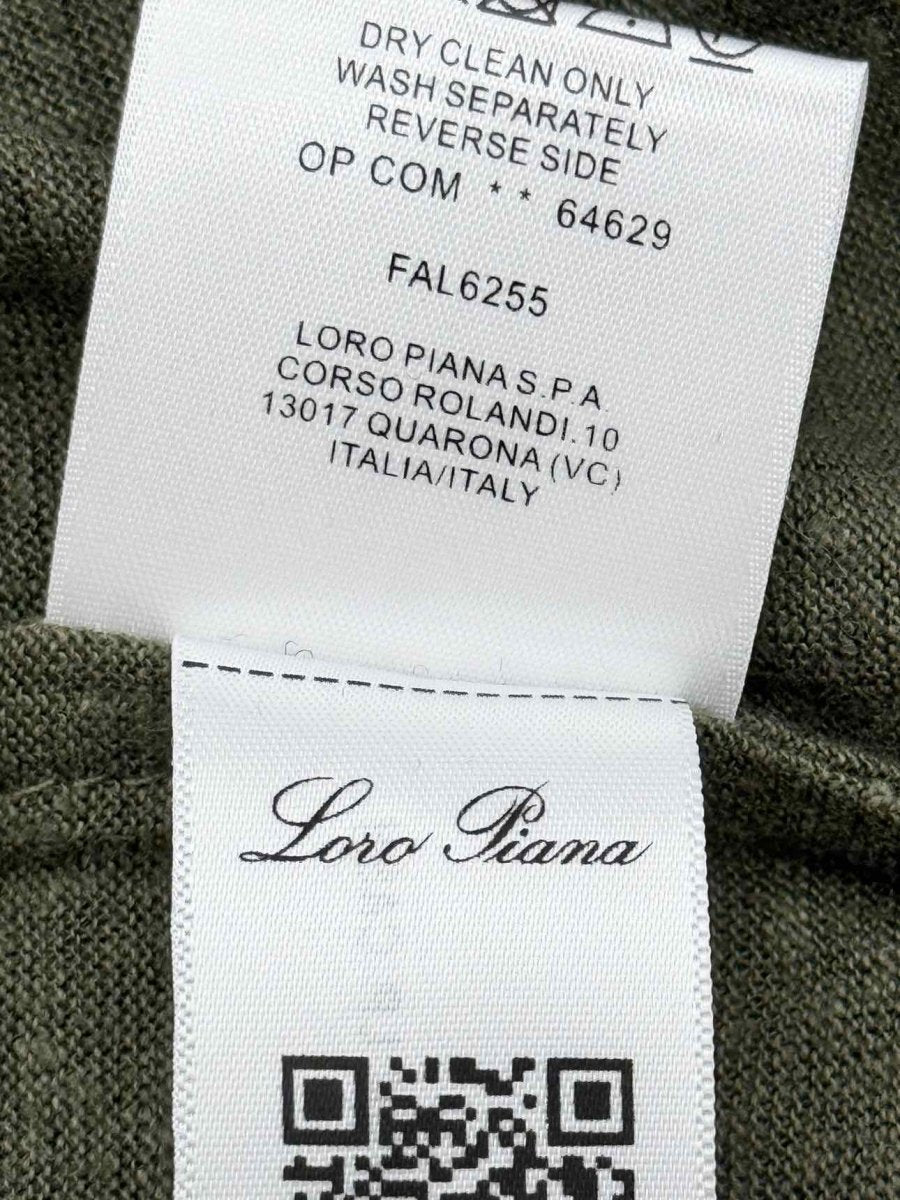 DRY CLEAN ONLY
WASH SEPARATELY
REVERSE SIDE
OP COM * * 64629
FAL6255
LORO PIANA S.P.A.
CORSO ROLANDI.10
13017 QUARONA (VC)
ITALIA/ITALY
Loro Piana